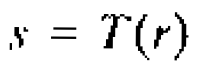 s = T(r)